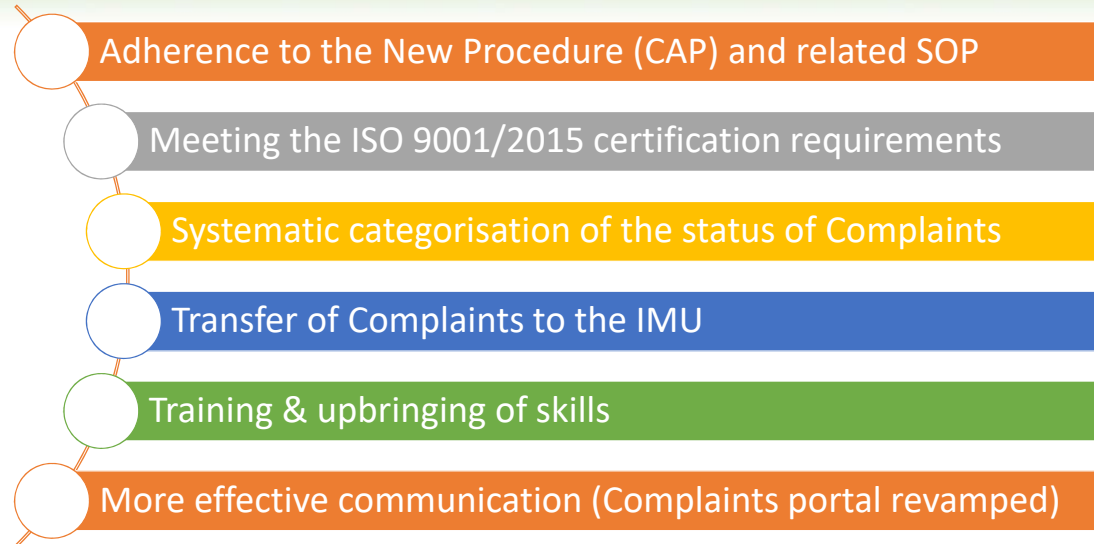 Adherence to the New Procedure (CAP) and related SOP
Meeting the ISO 9001/2015 certification requirements
Systematic categorisation of the status of Complaints
Transfer of Complaints to the IMU
Training & upbringing of skills
More effective communication (Complaints portal revamped)